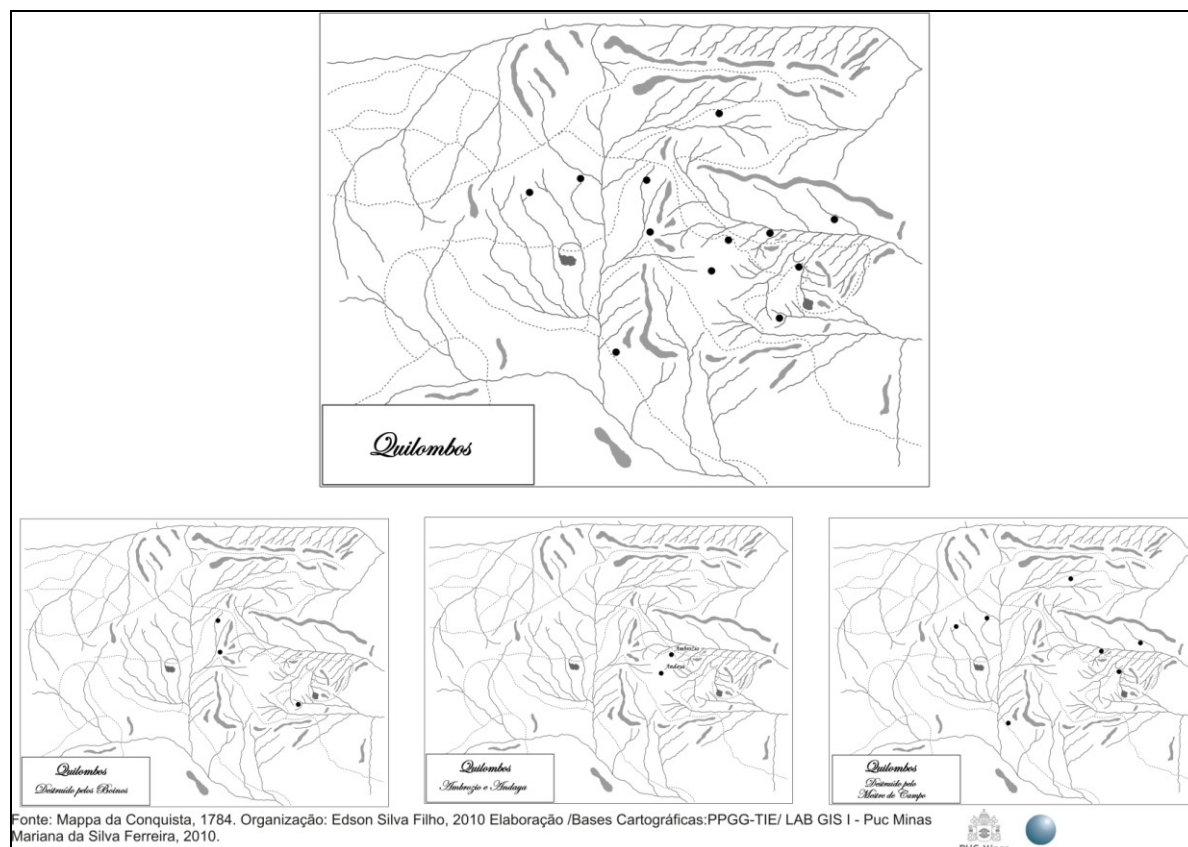 Quilombos
Quilombos
Destruido pelos Boinos
Ambrozio
Andaya
Quilombos
Ambrozio e Andaya
Quilombos
Destruido pelo
Mestre de Campo
Fonte: Mappa da Conquista, 1784. Organização: Edson Silva Filho, 2010 Elaboração /Bases Cartográficas:PPGG-TIE/ LAB GIS I - Puc Minas
Mariana da Silva Ferreira, 2010.